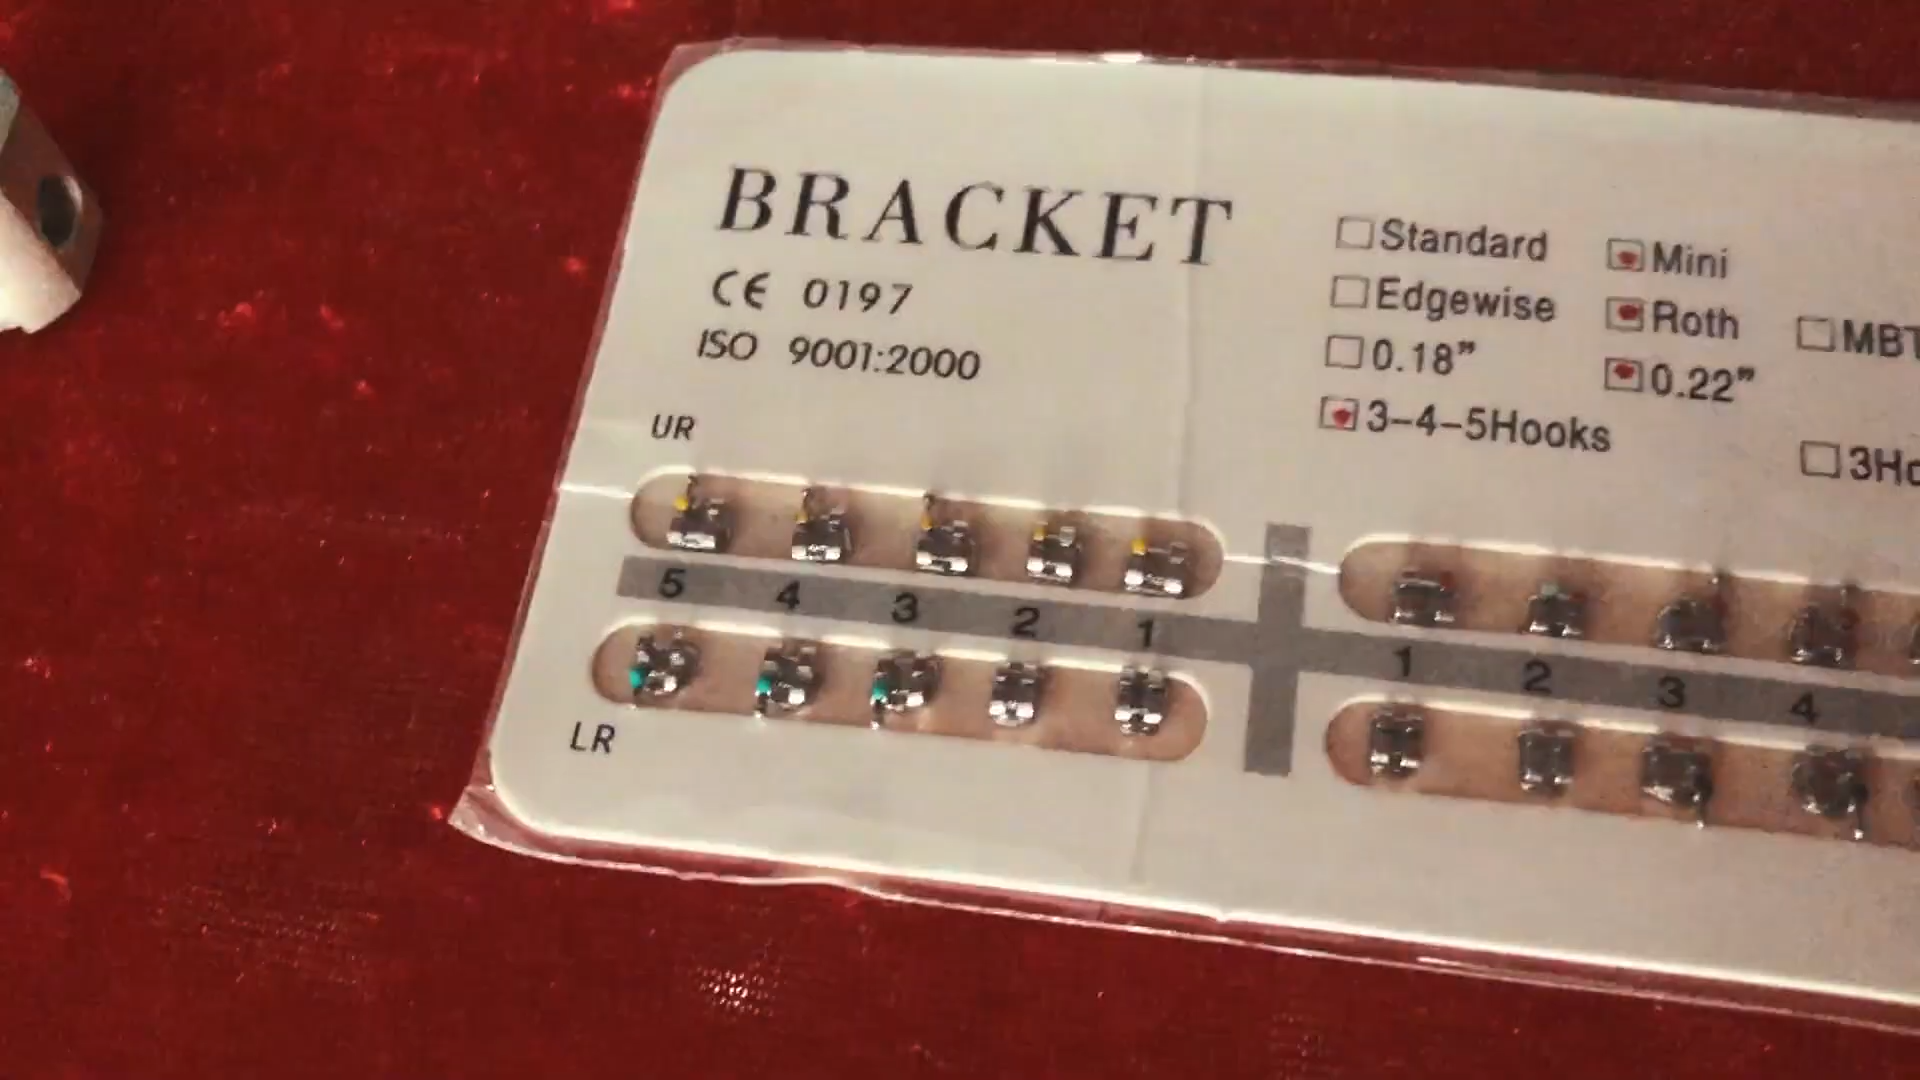 BRACKET
CE 0197
ISO 9001:2000
Standard Mini
Edgewise Roth MBT
0.18” 0.22”
3-4-5Hooks
UR
5 4 3 2 1 1 2 3 4
LR